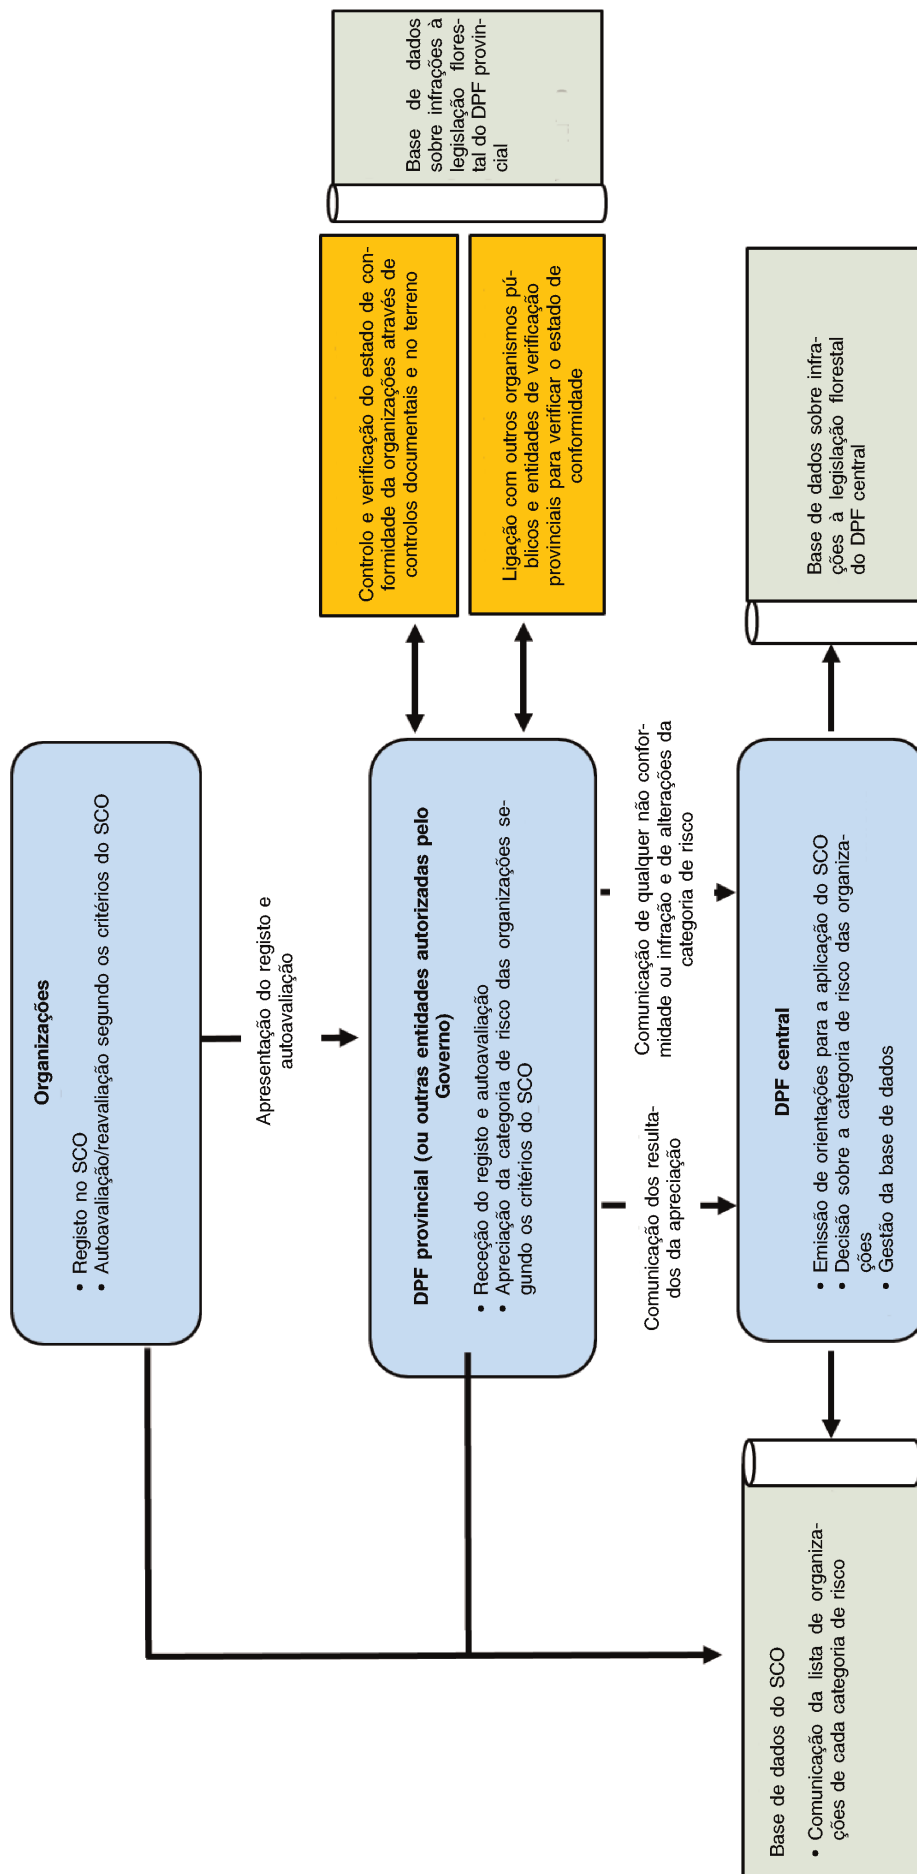 Organizações
• Registo no SCO
• Autoavaliação/reavaliação segundo os critérios do SCO
Apresentação do registo e
autoavaliação
DPF provincial (ou outras entidades autorizadas pelo
Governo)
• Receção do registo e autoavaliação
• Apreciação da categoria de risco das organizações se-
gundo os critérios do SCO
Controlo e verificação do estado de con-
formidade da organizações através de
controlos documentais e no terreno
Ligação com outros organismos pú-
blicos e entidades de verificação
provinciais para verificar o estado de
conformidade
Base de dados
sobre infrações à
legislação flores-
tal do DPF provin-
cial
Comunicação dos resulta-
dos da apreciação
Comunicação de qualquer não confor-
midade ou infração e de alterações da
categoria de risco
DPF central
• Emissão de orientações para a aplicação do SCO
• Decisão sobre a categoria de risco das organiza-
ções
• Gestão da base de dados
Base de dados do SCO
• Comunicação da lista de organiza-
ções de cada categoria de risco
Base de dados sobre infra-
ções à legislação florestal
do DPF central